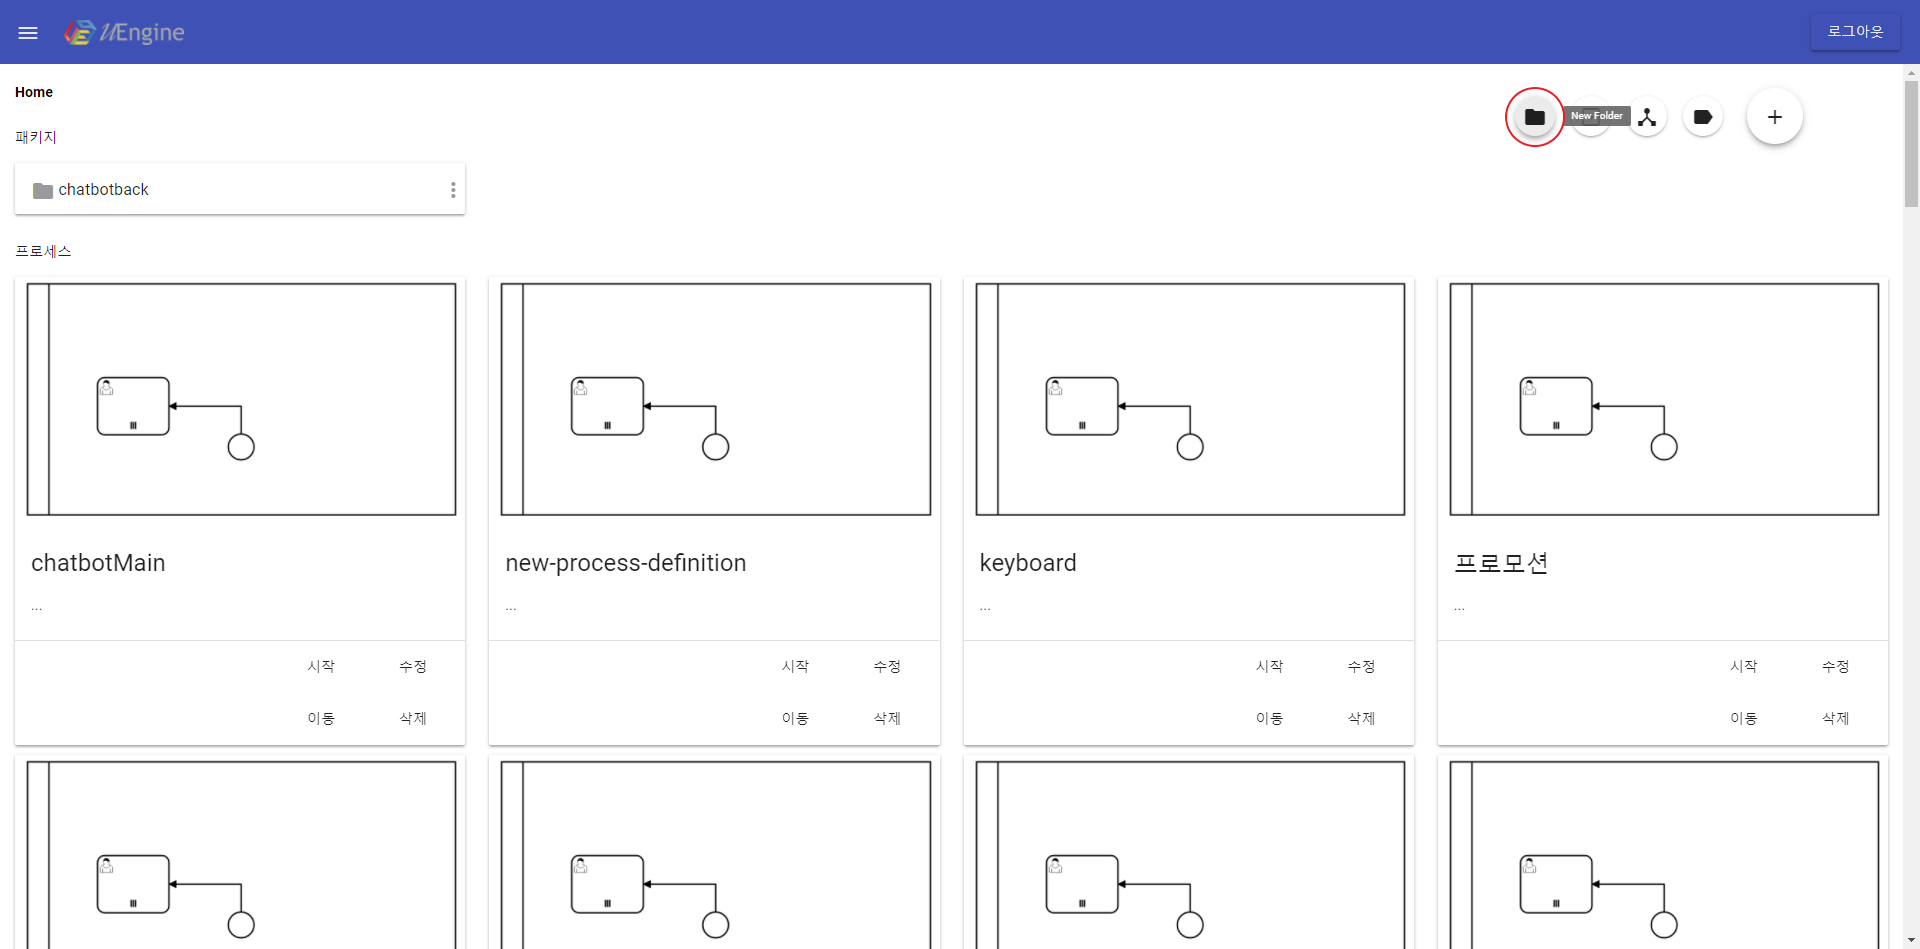 UEngine
로그아웃
Home
New Folder
패키지
chatbotback
프로세스
chatbotMain
...
시작 수정
이동 삭제
new-process-definition
...
시작 수정
이동 삭제
keyboard
...
시작 수정
이동 삭제
프로모션
...
시작 수정
이동 삭제